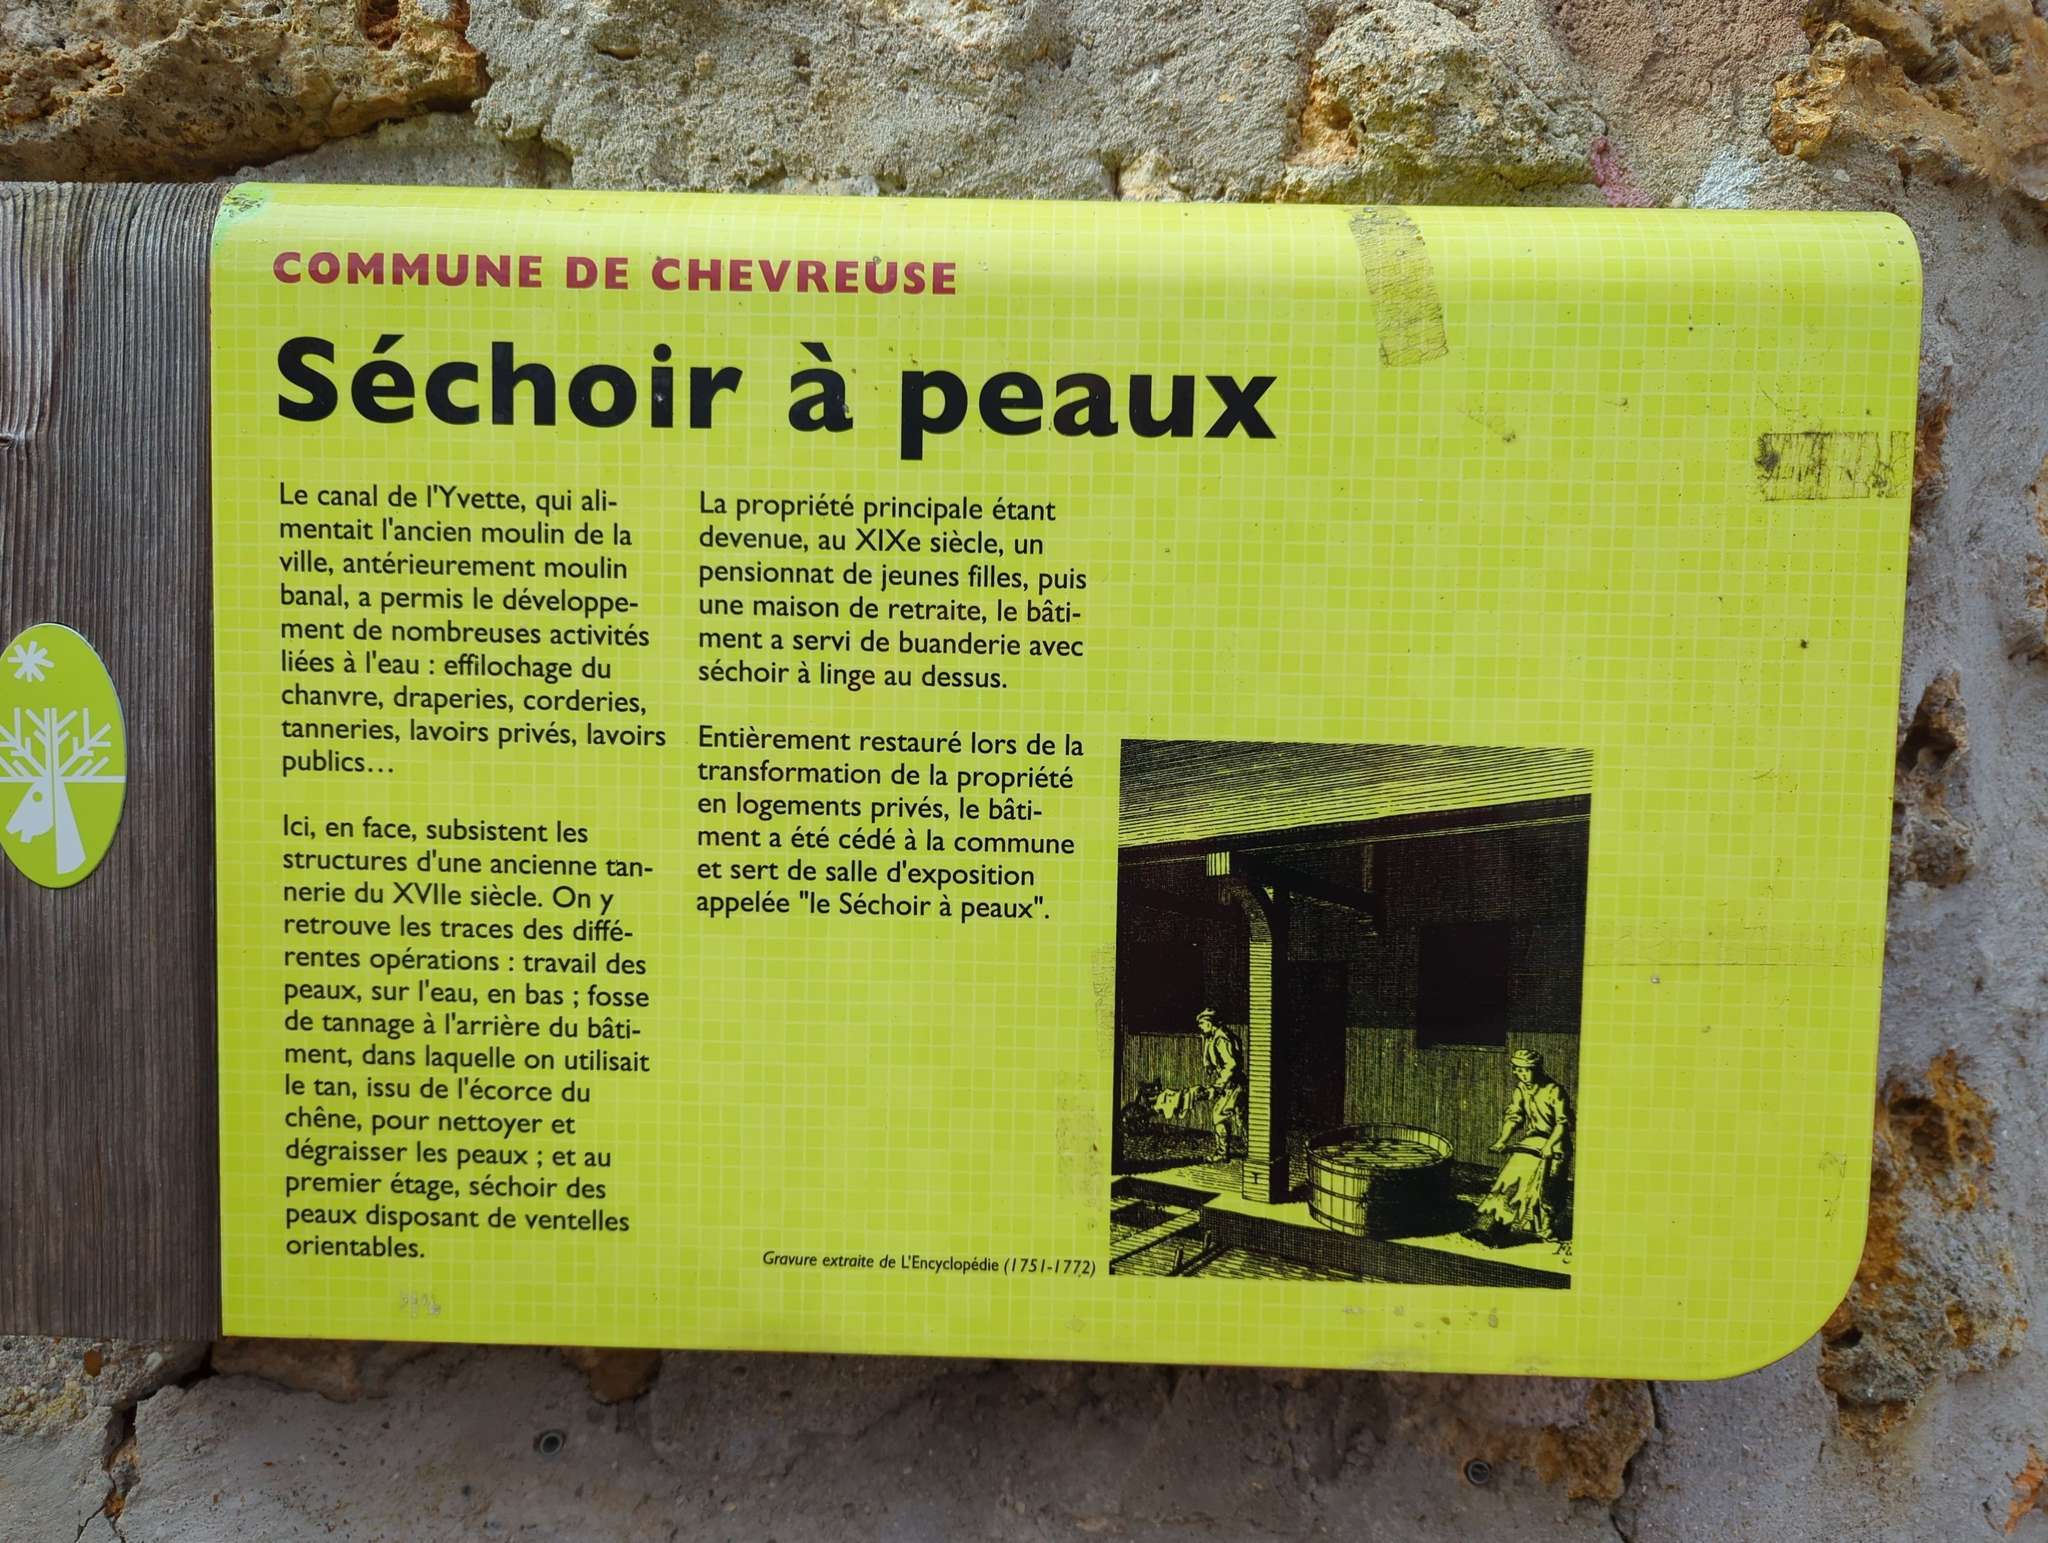 COMMUNE DE CHEVREUSE
Séchoir à peaux
Le canal de l'Yvette, qui ali-
mentait l'ancien moulin de la
ville, antérieurement moulin
banal, a permis le développe-
ment de nombreuses activités
liées à l'eau : effilochage du
chanvre, draperies, corderies,
tanneries, lavoirs privés, lavoirs
publics…
Ici, en face, subsistent les
structures d'une ancienne tan-
nerie du XVIIe siècle. On y
retrouve les traces des diffé-
rentes opérations : travail des
peaux, sur l'eau, en bas ; fosse
de tannage à l'arrière du bâti-
ment, dans laquelle on utilisait
le tan, issu de l'écorce du
chêne, pour nettoyer et
dégraisser les peaux ; et au
premier étage, séchoir des
peaux disposant de ventelles
orientables.
La propriété principale étant
devenue, au XIXe siècle, un
pensionnat de jeunes filles, puis
une maison de retraite, le bâti-
ment a servi de buanderie avec
séchoir à linge au dessus.
Entièrement restauré lors de la
transformation de la propriété
en logements privés, le bâti-
ment a été cédé à la commune
et sert de salle d'exposition
appelée "le Séchoir à peaux".
Gravure extraite de L'Encyclopédie (1751-1772)